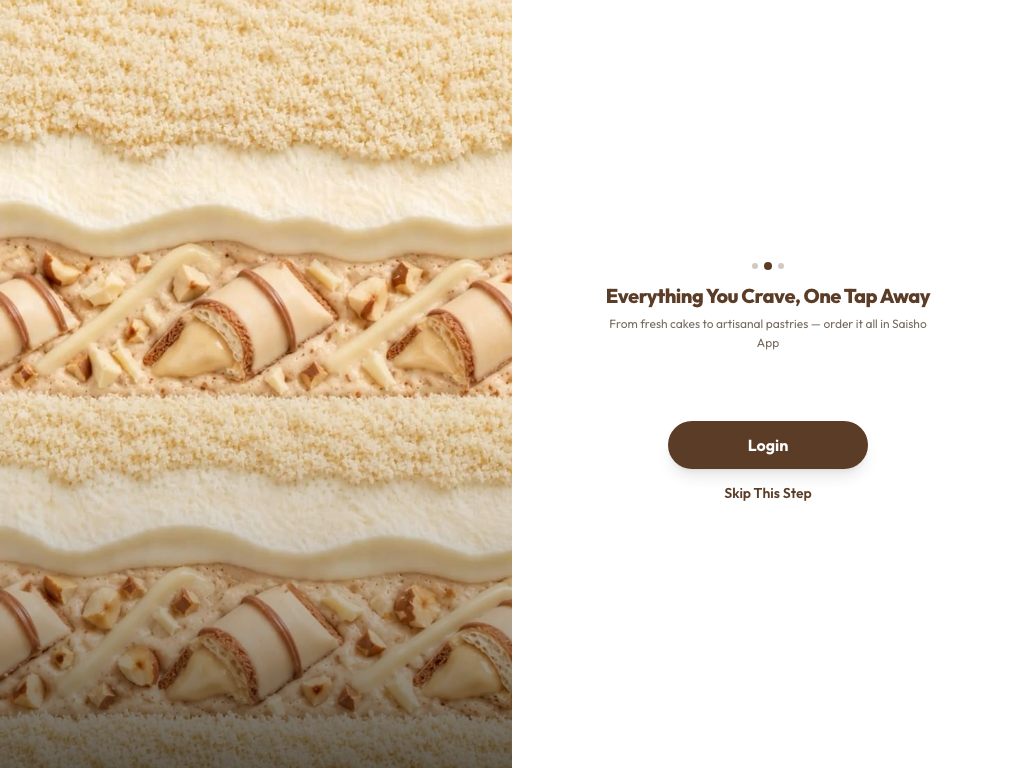 Everything You Crave, One Tap Away
From fresh cakes to artisanal pastries — order it all in Saisho
App
Login
Skip This Step